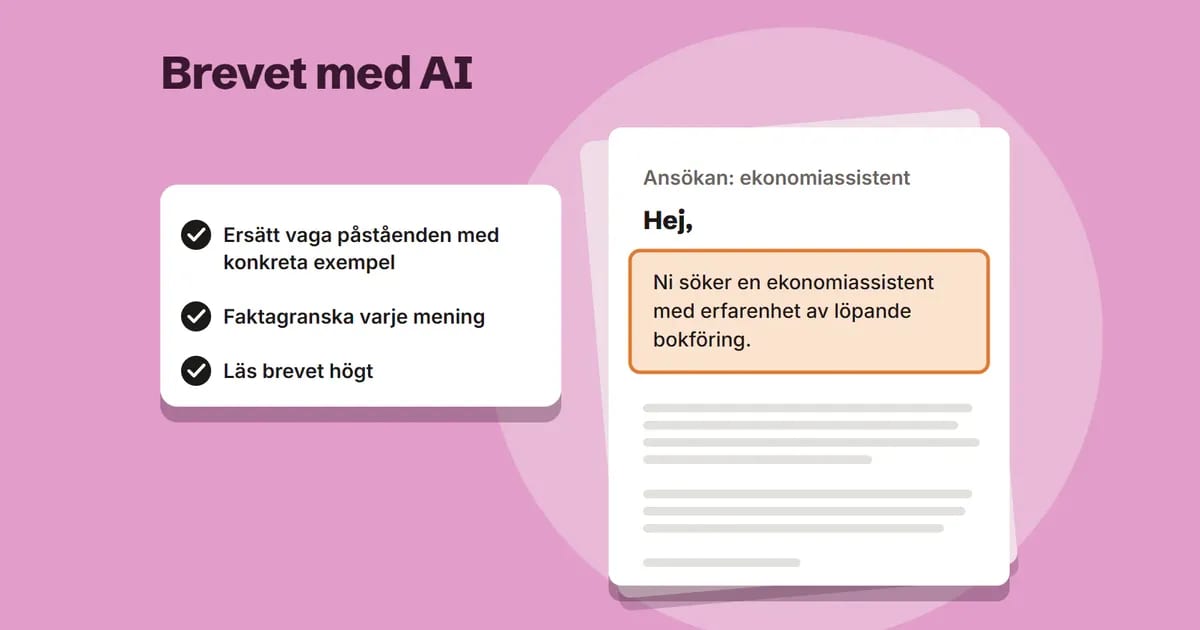 Brevet med AI
Ersätt vaga påståenden med
konkreta exempel
Faktagranska varje mening
Läs brevet högt
Ansökan: ekonomiassistent
Hej,
Ni söker en ekonomiassistent
med erfarenhet av löpande
bokföring.